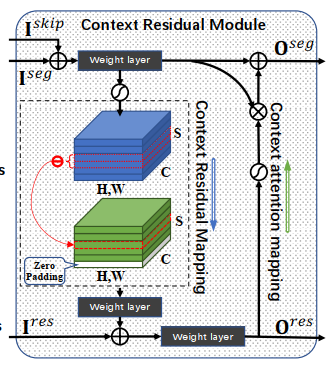 Context Residual Module
I^skip
O^seg
I^seg
Weight layer
S
C
H,W
S
C
Zero
Padding
H,W
Context Residual Mapping
Context attention mapping
Weight layer
I^res
Weight layer
O^res